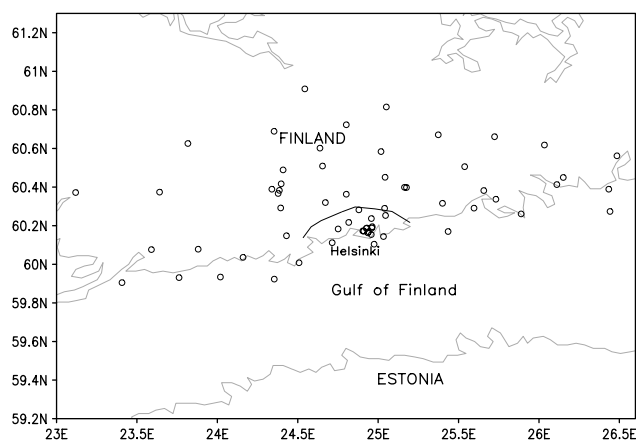 61.2N
61N
60.8N
60.6N
FINLAND
60.4N
60.2N
Helsinki
60N
Gulf of Finland
59.8N
59.6N
59.4N
ESTONIA
59.2N
23E 23.5E 24E 24.5E 25E 25.5E 26E 26.5E